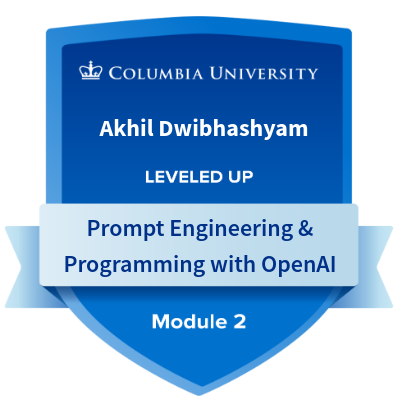 COLUMBIA UNIVERSITY
Akhil Dwibhashyam
LEVELED UP
Prompt Engineering &
Programming with OpenAI
Module 2